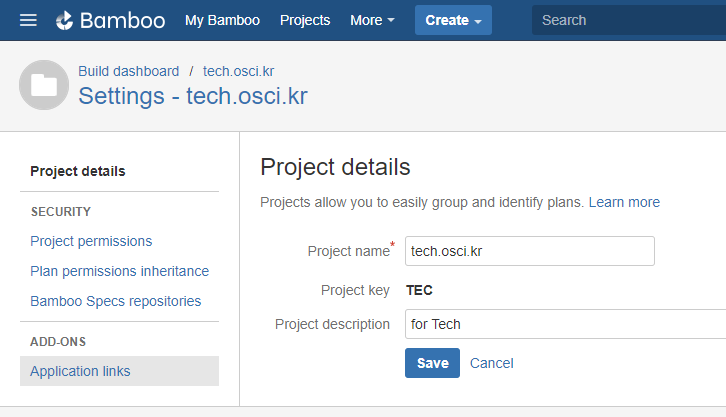 Bamboo My Bamboo Projects More Create Search
Build dashboard / tech.osci.kr
Settings - tech.osci.kr
Project details
SECURITY
Project permissions
Plan permissions inheritance
Bamboo Specs repositories
ADD-ONS
Application links
Project details
Projects allow you to easily group and identify plans. Learn more
Project name* tech.osci.kr
Project key TEC
Project description for Tech
Save Cancel